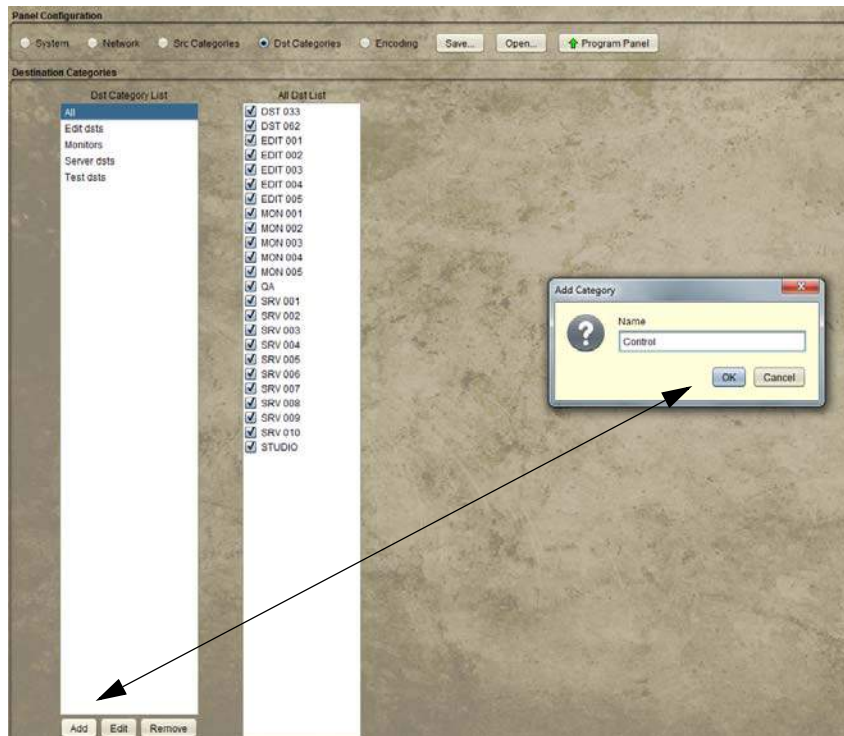 Panel Configuration
System Network Src Categories Dst Categories Encoding Save... Open... Program Panel
Destination Categories
Dst Category List
All
Edit dsts
Monitors
Server dsts
Test dsts
Add Edit Remove
All Dst List
DST 033
DST 062
EDIT 001
EDIT 002
EDIT 003
EDIT 004
EDIT 005
MON 001
MON 002
MON 003
MON 004
MON 005
QA
SRV 001
SRV 002
SRV 003
SRV 004
SRV 005
SRV 006
SRV 007
SRV 008
SRV 009
SRV 010
STUDIO
Add Category
Name
Control
OK Cancel